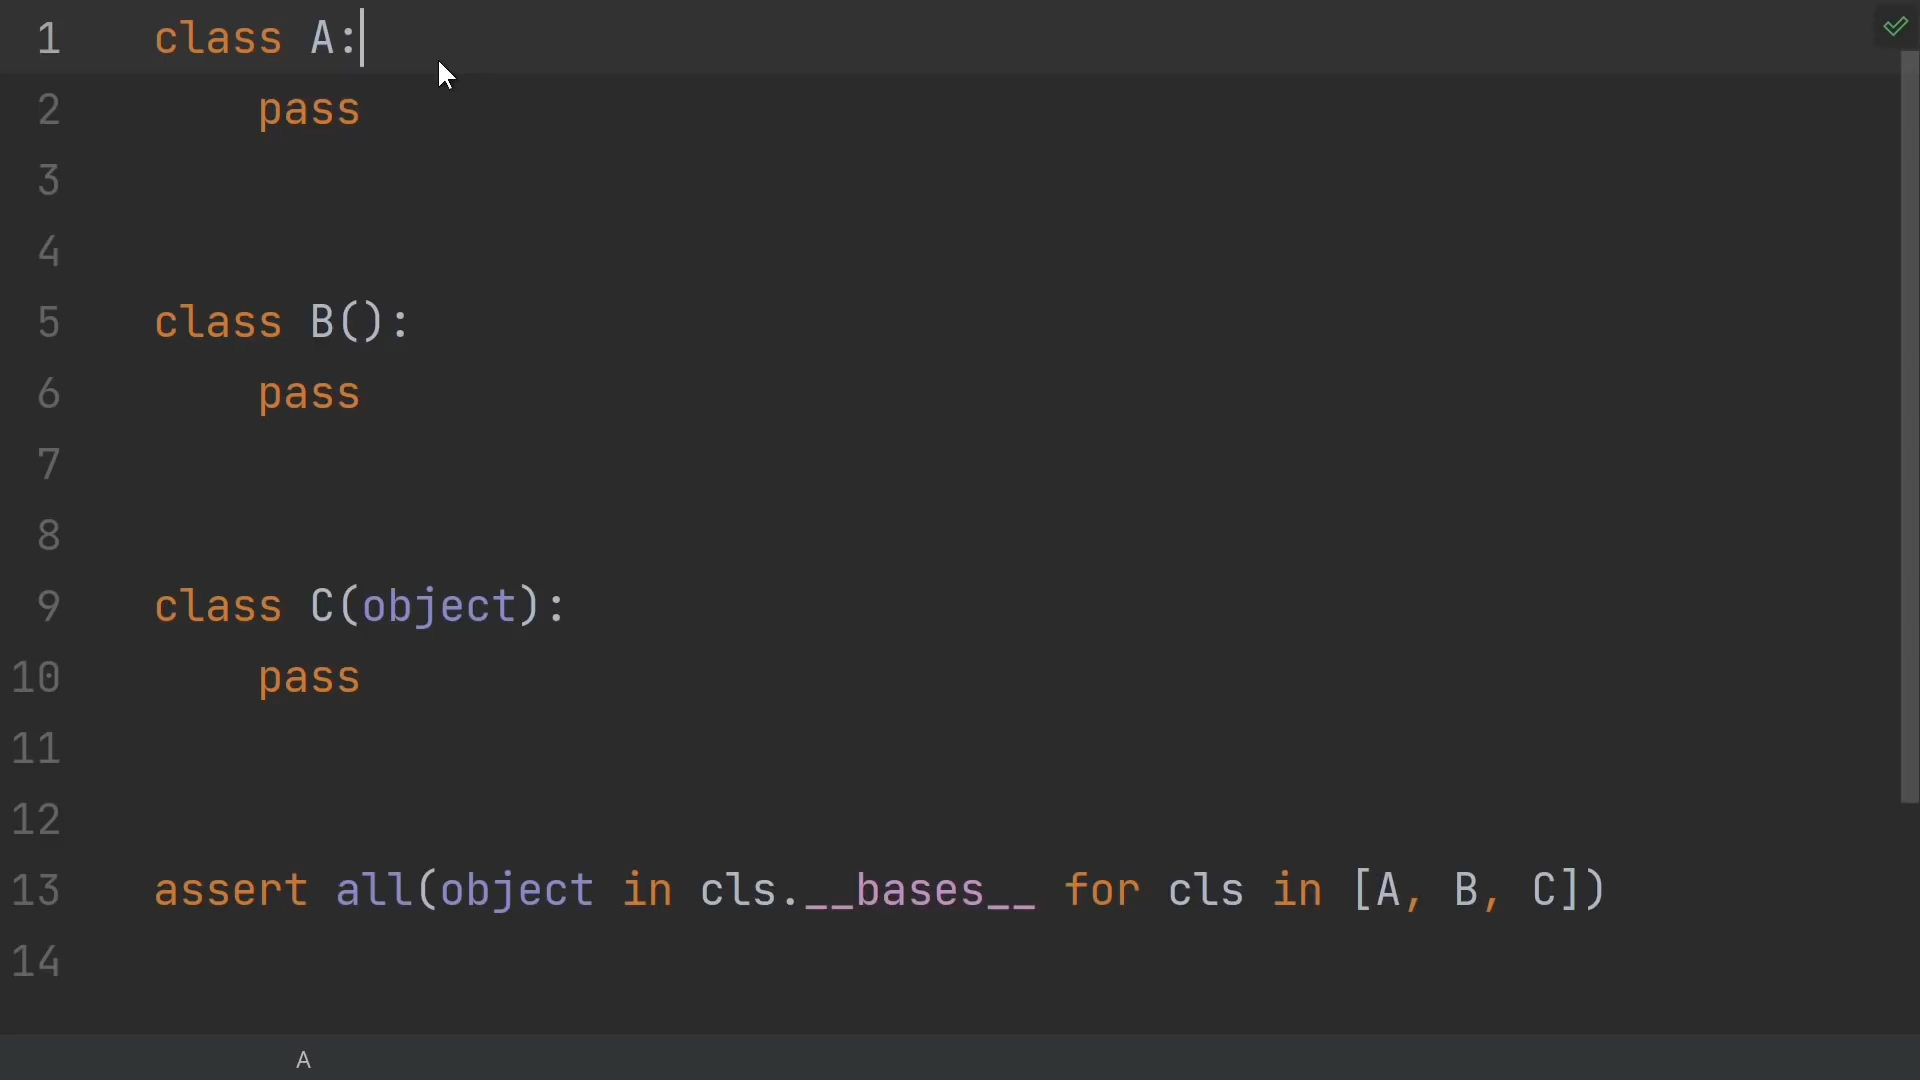 1 class A:
2 pass
3
4
5 class B():
6 pass
7
8
9 class C(object):
10 pass
11
12
13 assert all(object in cls.__bases__ for cls in [A, B, C])
14
A